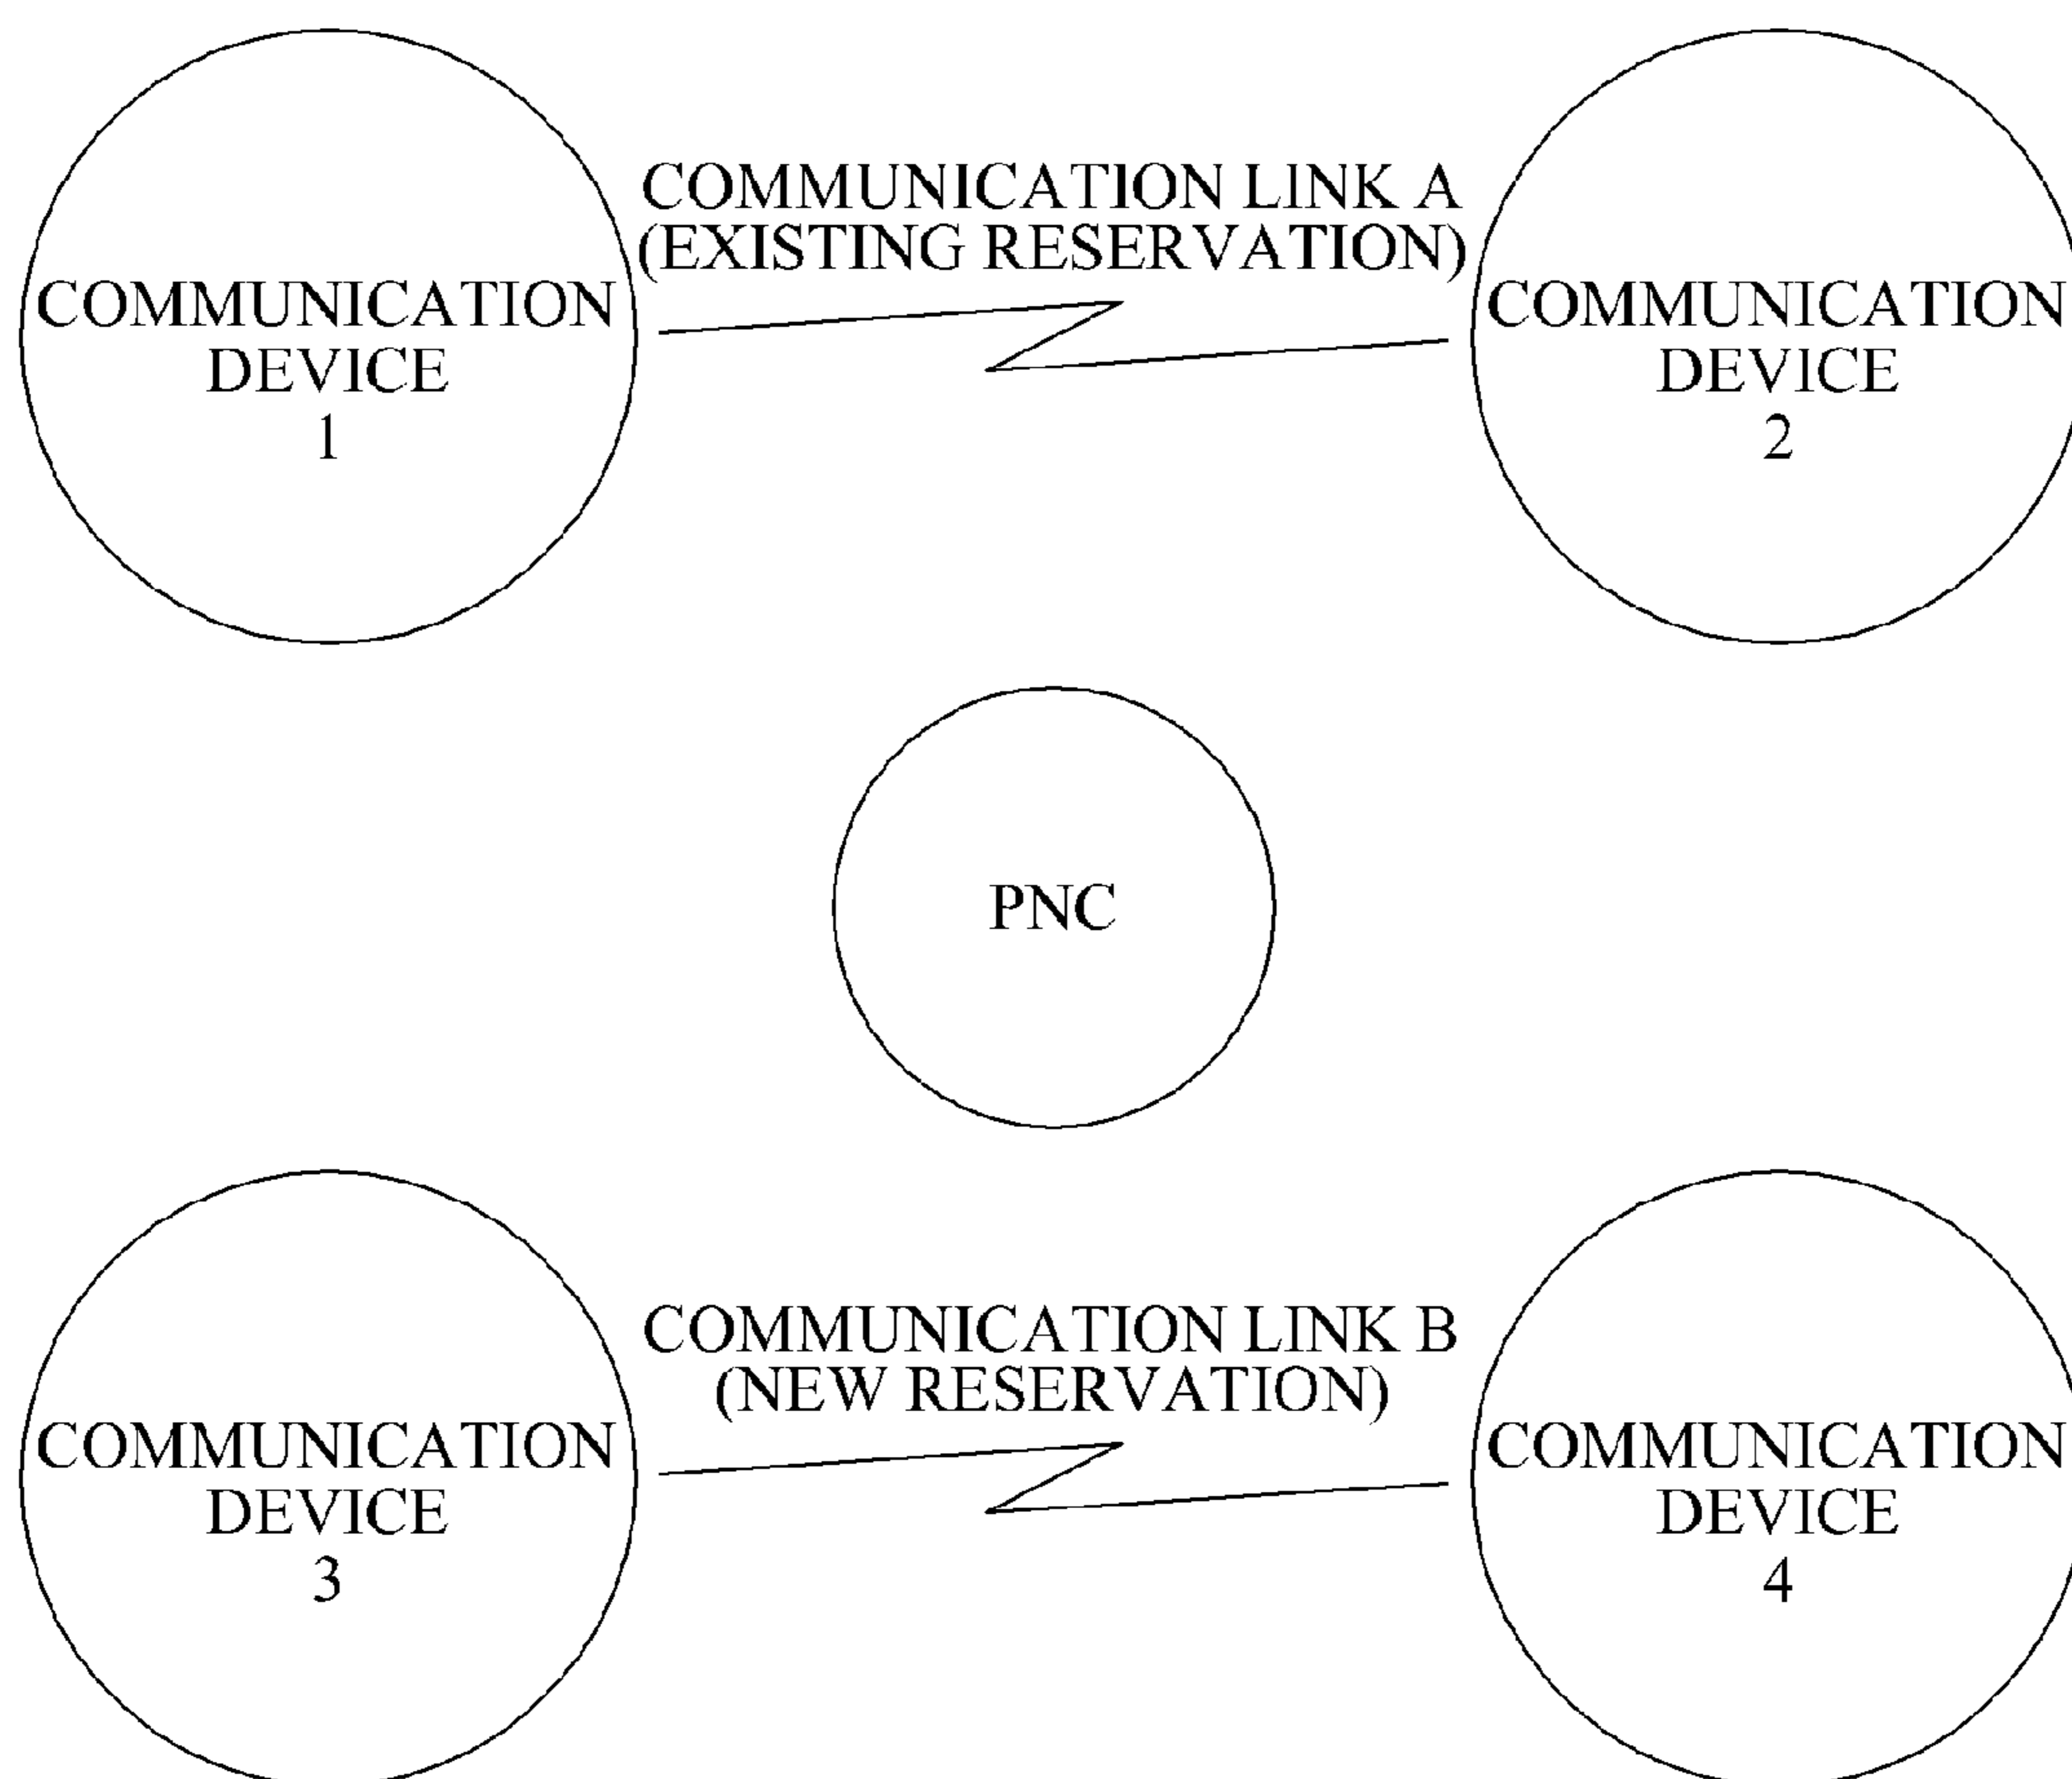 COMMUNICATION LINK A
(EXISTING RESERVATION)
COMMUNICATION
DEVICE
1
COMMUNICATION
DEVICE
2
PNC
COMMUNICATION LINK B
(NEW RESERVATION)
COMMUNICATION
DEVICE
3
COMMUNICATION
DEVICE
4